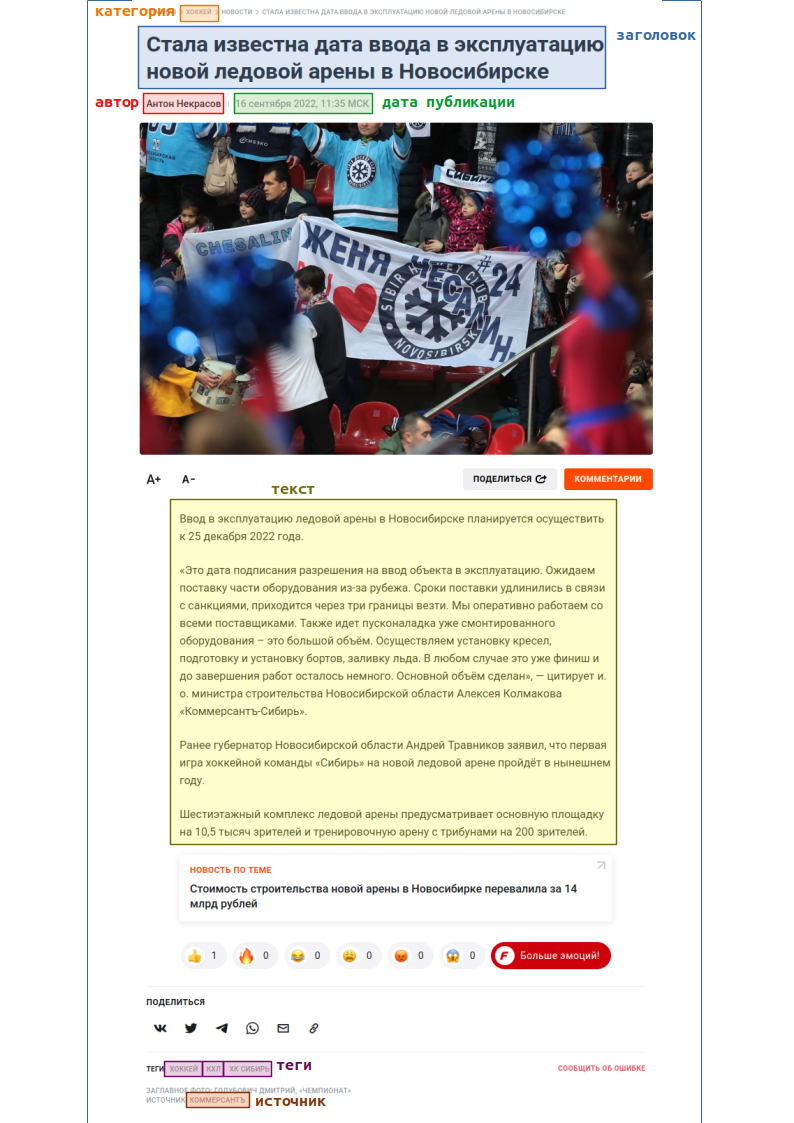 категория
ХОККЕЙ
НОВОСТИ > СТАЛА ИЗВЕСТНА ДАТА ВВОДА В ЭКСПЛУАТАЦИЮ НОВОЙ ЛЕДОВОЙ АРЕНЫ В НОВОСИБИРСКЕ
Стала известна дата ввода в эксплуатацию
заголовок
новой ледовой арены в Новосибирске
автор
Антон Некрасов
16 сентября 2022, 11:35 МСК
дата публикации
СИБИР
CHESALIN
ЖЕНЯ
ЧЕСАЛИН.
#24
SIBIR HOCKEY CLUB
NOVOSIBIRSK
A+ A-
ПОДЕЛИТЬСЯ
КОММЕНТАРИИ
текст
Ввод в эксплуатацию ледовой арены в Новосибирске планируется осуществить
к 25 декабря 2022 года.
«Это дата подписания разрешения на ввод объекта в эксплуатацию. Ожидаем
поставку части оборудования из-за рубежа. Сроки поставки удлинились в связи
с санкциями, приходится через три границы везти. Мы оперативно работаем со
всеми поставщиками. Также идет пусконаладка уже смонтированного
оборудования – это большой объём. Осуществляем установку кресел,
подготовку и установку бортов, заливку льда. В любом случае это уже финиш и
до завершения работ осталось немного. Основной объём сделан», — цитирует и.
о. министра строительства Новосибирской области Алексея Колмакова
«Коммерсантъ-Сибирь».
Ранее губернатор Новосибирской области Андрей Травников заявил, что первая
игра хоккейной команды «Сибирь» на новой ледовой арене пройдёт в нынешнем
году.
Шестиэтажный комплекс ледовой арены предусматривает основную площадку
на 10,5 тысяч зрителей и тренировочную арену с трибунами на 200 зрителей.
НОВОСТЬ ПО ТЕМЕ
Стоимость строительства новой арены в Новосибирке перевалила за 14
млрд рублей
1 0 0 0 0 0 Больше эмоций!
ПОДЕЛИТЬСЯ
ТЕГИ ХОККЕЙ КХЛ ХК СИБИРЬ
теги
СООБЩИТЬ ОБ ОШИБКЕ
ЗАГЛАВНОЕ ФОТО: ГОЛУБОВИЧ ДМИТРИЙ, «ЧЕМПИОНАТ»
ИСТОЧНИК КОММЕРСАНТЪ
источник